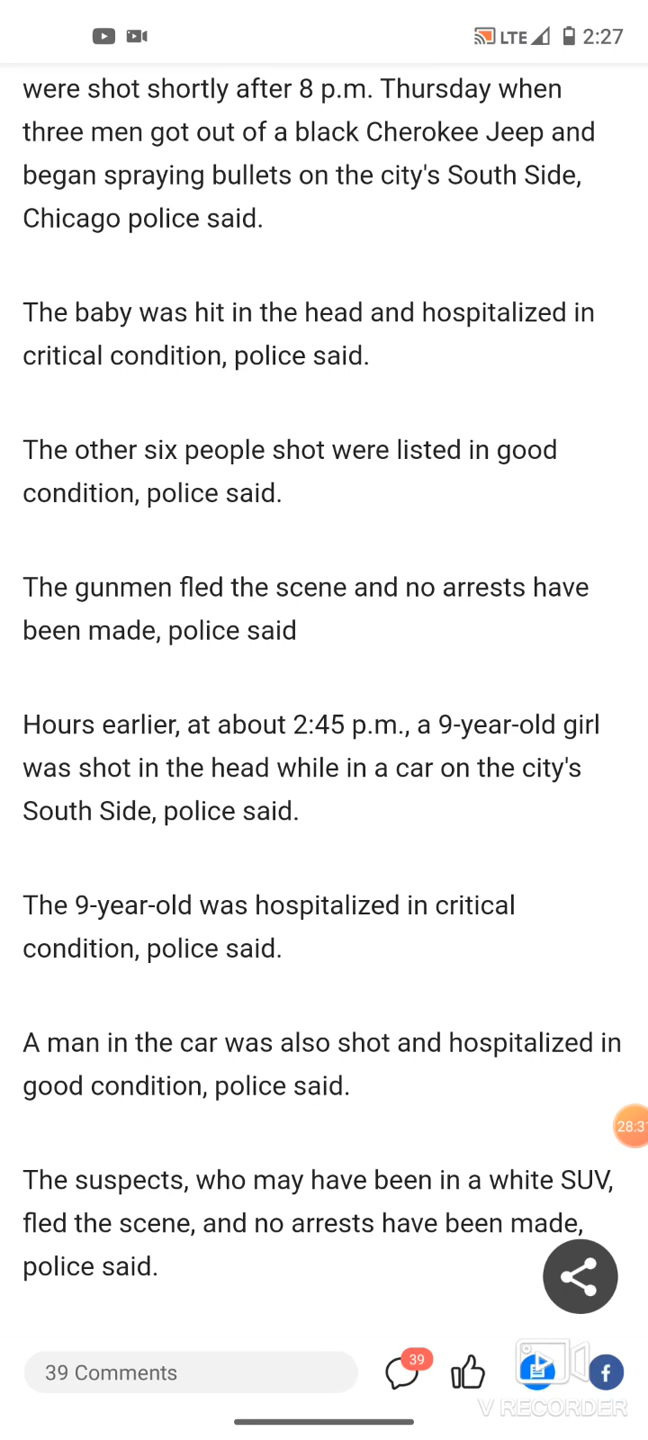 LTE 2:27
were shot shortly after 8 p.m. Thursday when
three men got out of a black Cherokee Jeep and
began spraying bullets on the city's South Side,
Chicago police said.
The baby was hit in the head and hospitalized in
critical condition, police said.
The other six people shot were listed in good
condition, police said.
The gunmen fled the scene and no arrests have
been made, police said
Hours earlier, at about 2:45 p.m., a 9-year-old girl
was shot in the head while in a car on the city's
South Side, police said.
The 9-year-old was hospitalized in critical
condition, police said.
A man in the car was also shot and hospitalized in
good condition, police said.
28:31
The suspects, who may have been in a white SUV,
fled the scene, and no arrests have been made,
police said.
39 Comments
39
f
V RECORDER